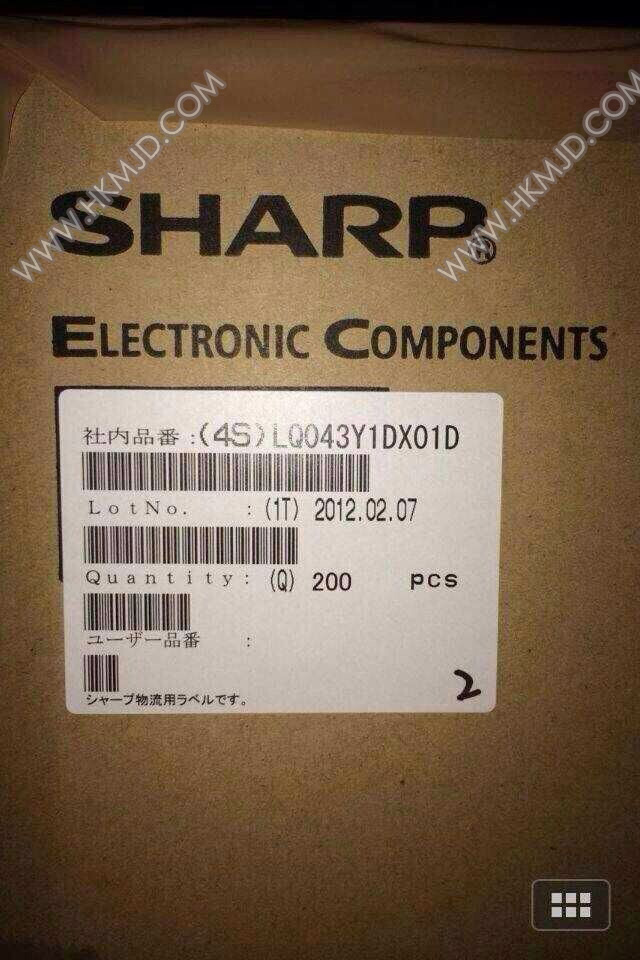 WWW.HKMJD.COM
WWW.HKMJD.COM
SHARP®
ELECTRONIC COMPONENTS
社内品番:(4S)LQ043Y1DX01D
LotNo. :(1T) 2012.02.07
Quantity:(Q) 200 pcs
ユーザー品番 :
シャープ物流用ラベルです。
2